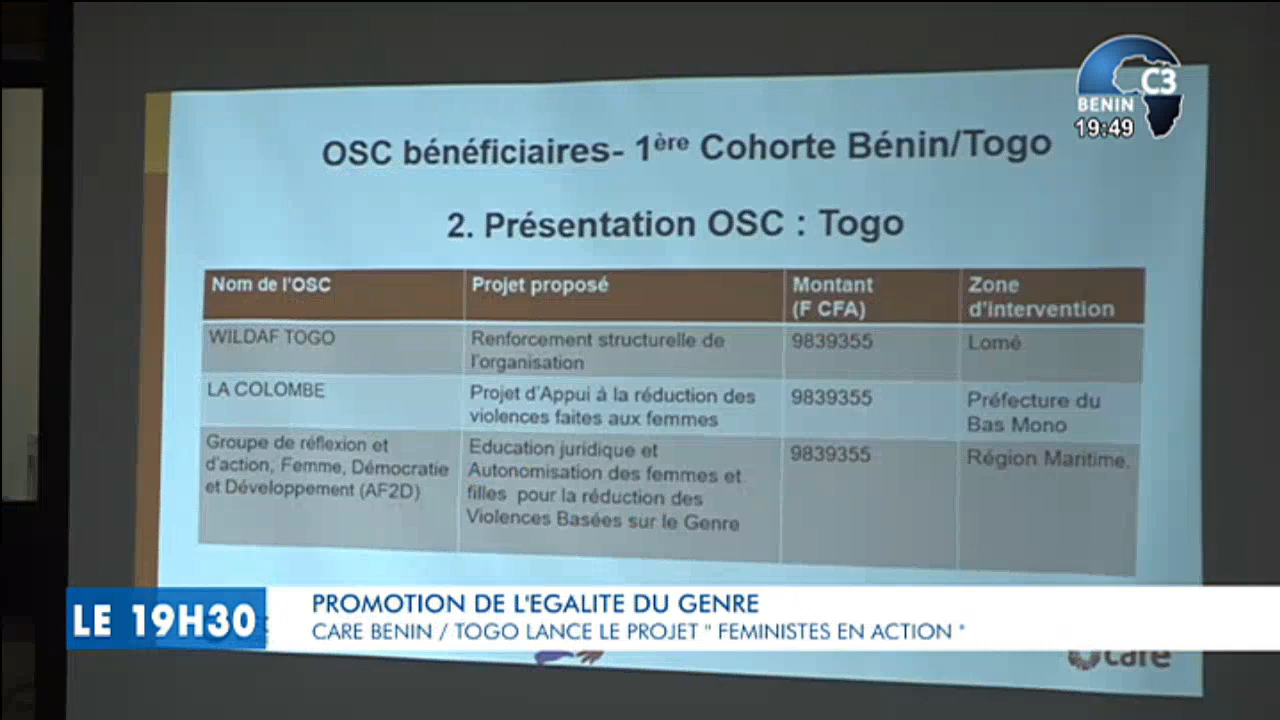 C3
BENIN
19:49
OSC bénéficiaires- 1ère Cohorte Bénin/Togo
2. Présentation OSC : Togo
Nom de l'OSC
Projet proposé
Montant
(F CFA)
Zone
d'intervention
WILDAF TOGO
Renforcement structurelle de
l'organisation
9839355
Lomé
LA COLOMBE
Projet d'Appui à la réduction des
violences faites aux femmes
9839355
Préfecture du
Bas Mono
Groupe de réflexion et
d'action, Femme, Démocratie
et Développement (AF2D)
Education juridique et
Autonomisation des femmes et
filles pour la réduction des
Violences Basées sur le Genre
9839355
Région Maritime.
LE 19H30
PROMOTION DE L'EGALITE DU GENRE
CARE BENIN / TOGO LANCE LE PROJET " FEMINISTES EN ACTION "
care